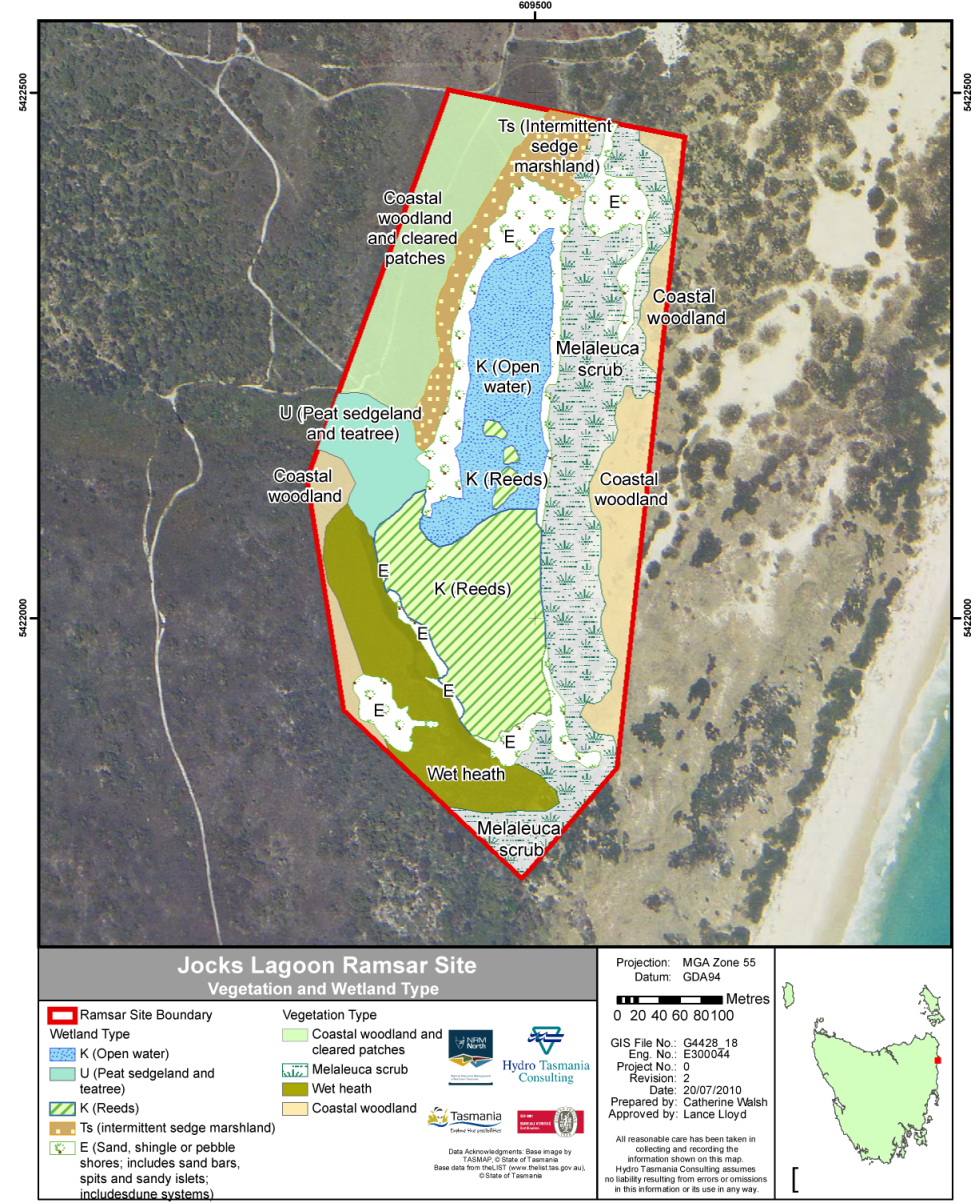 609500
5422500
5422500
Ts (Intermittent
sedge
marshland)
Coastal
woodland
and cleared
patches
E
E
Coastal
woodland
Melaleuca
scrub
K (Open
water)
U (Peat sedgeland
and teatree)
Coastal
woodland
K (Reeds)
Coastal
woodland
E
K (Reeds)
5422000
5422000
E
E
E
E
Wet heath
Melaleuca
scrub
Jocks Lagoon Ramsar Site
Vegetation and Wetland Type
Ramsar Site Boundary
Wetland Type
K (Open water)
U (Peat sedgeland and
teatree)
K (Reeds)
Ts (intermittent sedge marshland)
E (Sand, shingle or pebble
shores; includes sand bars,
spits and sandy islets;
includesdune systems)
Vegetation Type
Coastal woodland and
cleared patches
Melaleuca scrub
Wet heath
Coastal woodland
NRM
North
Hydro Tasmania
Consulting
Tasmania
Explore the possibilities
BUREAU VERITAS
Certification
Data Acknowledgments: Base image by
TASMAP, © State of Tasmania
Base data from theLIST (www.thelist.tas.gov.au),
© State of Tasmania
Projection: MGA Zone 55
Datum: GDA94
Metres
0 20 40 60 80100
GIS File No.: G4428_18
Eng. No.: E300044
Project No.: 0
Revision: 2
Date: 20/07/2010
Prepared by: Catherine Walsh
Approved by: Lance Lloyd
All reasonable care has been taken in
collecting and recording the
information shown on this map.
Hydro Tasmania Consulting assumes
no liability resulting from errors or omissions
in this information or its use in any way.